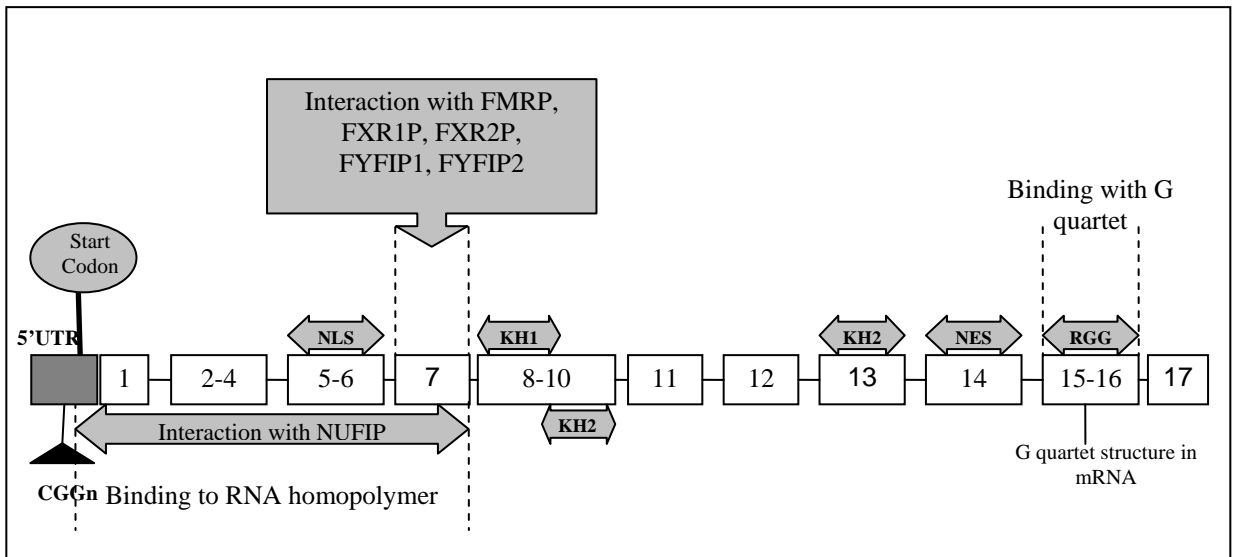 Interaction with FMRP,
FXR1P, FXR2P,
FYFIP1, FYFIP2
Binding with G
quartet
Start
Codon
5’UTR
NLS
KH1
KH2
NES
RGG
1
2-4
5-6
7
8-10
11
12
13
14
15-16
17
Interaction with NUFIP
KH2
G quartet structure in
mRNA
CGGn
Binding to RNA homopolymer